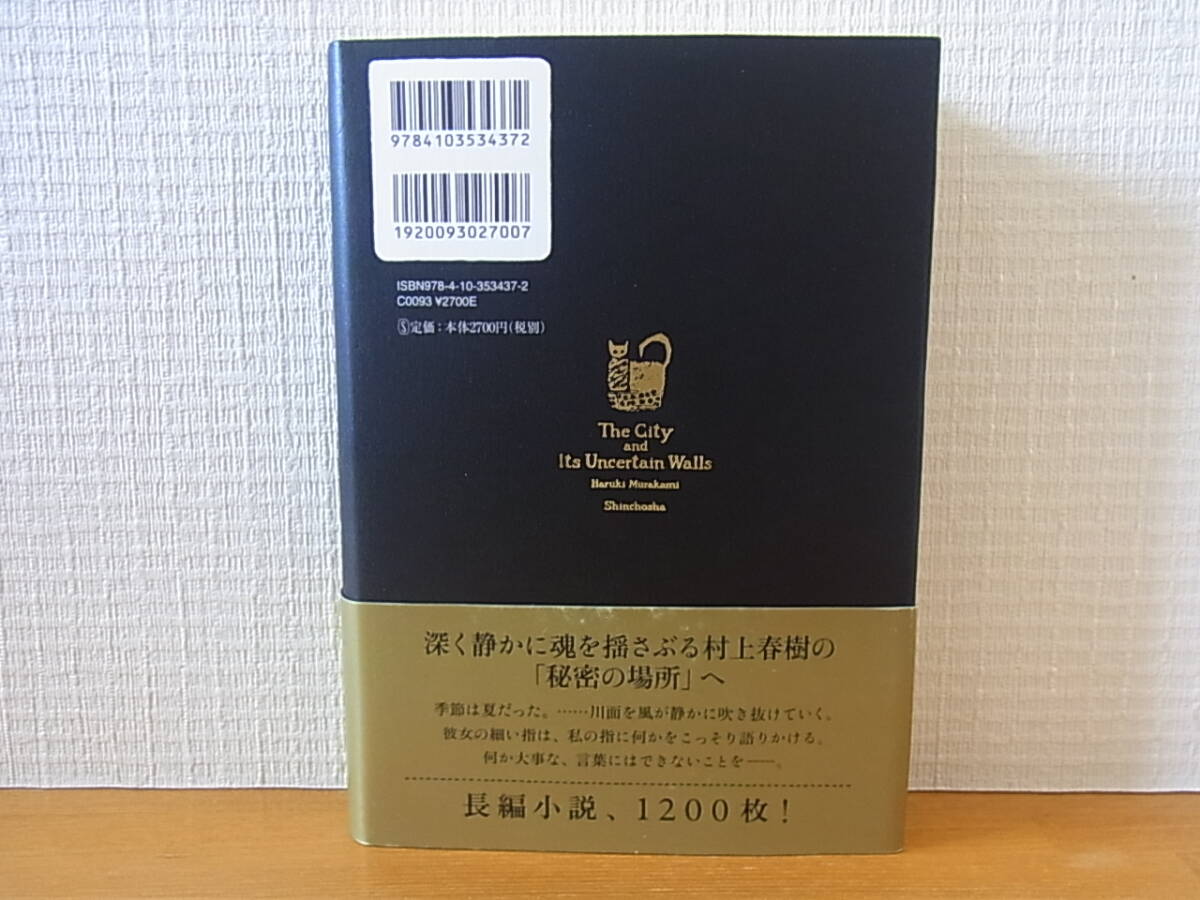 9784103534372
1920093027007
ISBN978-4-10-353437-2
C0093 ¥2700E
Ⓢ定価：本体2700円（税別）
The City
and
Its Uncertain Walls
Haruki Murakami
Shinchosha
深く静かに魂を揺さぶる村上春樹の
「秘密の場所」へ
季節は夏だった。……川面を風が静かに吹き抜けていく。
彼女の細い指は、私の指に何かをこっそり語りかける。
何か大事な、言葉にはできないことを――。
長編小説、1200枚！